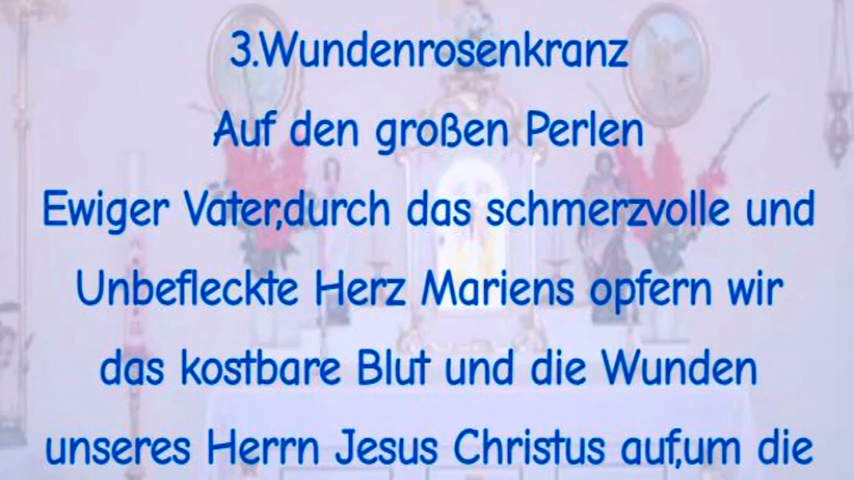 3.Wundenrosenkranz
Auf den großen Perlen
Ewiger Vater,durch das schmerzvolle und
Unbefleckte Herz Mariens opfern wir
das kostbare Blut und die Wunden
unseres Herrn Jesus Christus auf,um die